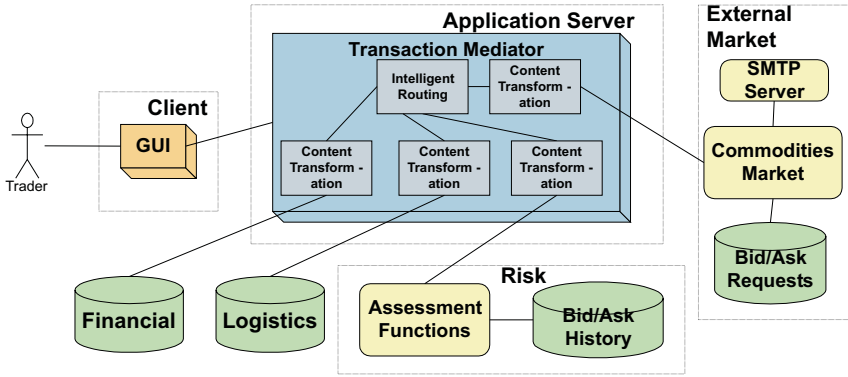 Application Server
External
Market
Transaction Mediator
Intelligent
Routing
Content
Transform -
ation
SMTP
Server
Client
GUI
Trader
Content
Transform -
ation
Content
Transform -
ation
Content
Transform -
ation
Commodities
Market
Bid/Ask
Requests
Risk
Financial
Logistics
Assessment
Functions
Bid/Ask
History